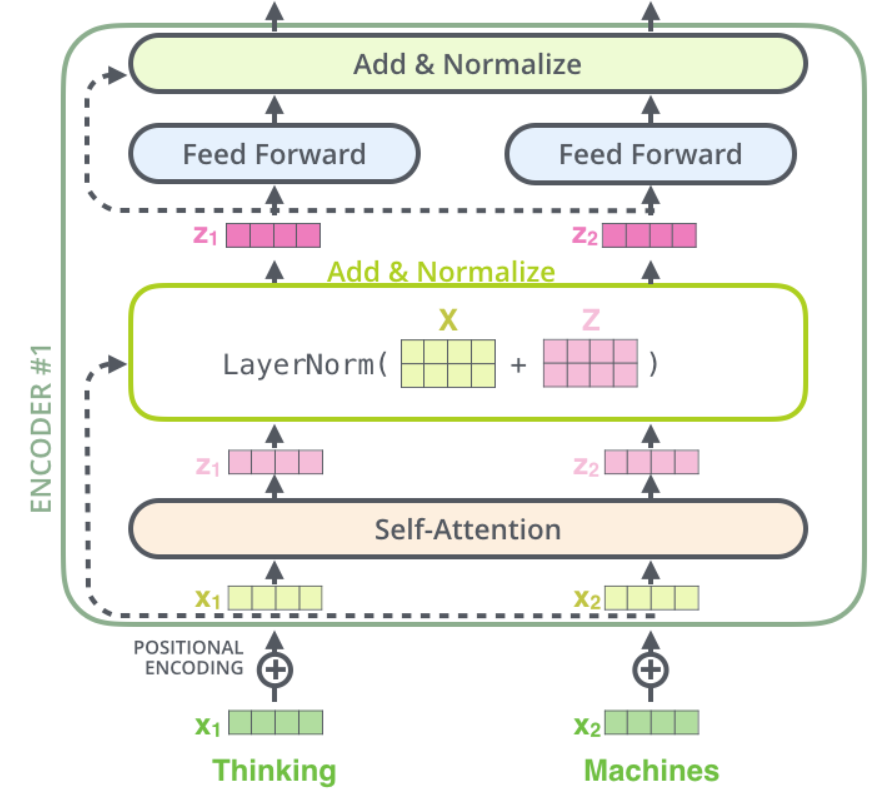 Add & Normalize
Feed Forward
Feed Forward
z1
z2
Add & Normalize
X
Z
LayerNorm(
+
)
ENCODER #1
z1
z2
Self-Attention
x1
x2
POSITIONAL
ENCODING
x1
x2
Thinking
Machines